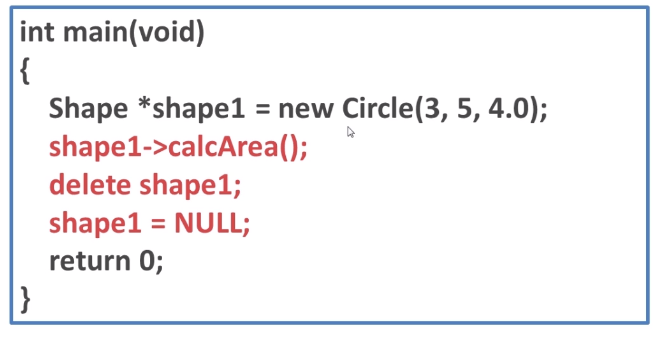 int main(void)
{
Shape *shape1 = new Circle(3, 5, 4.0);
shape1->calcArea();
delete shape1;
shape1 = NULL;
return 0;
}